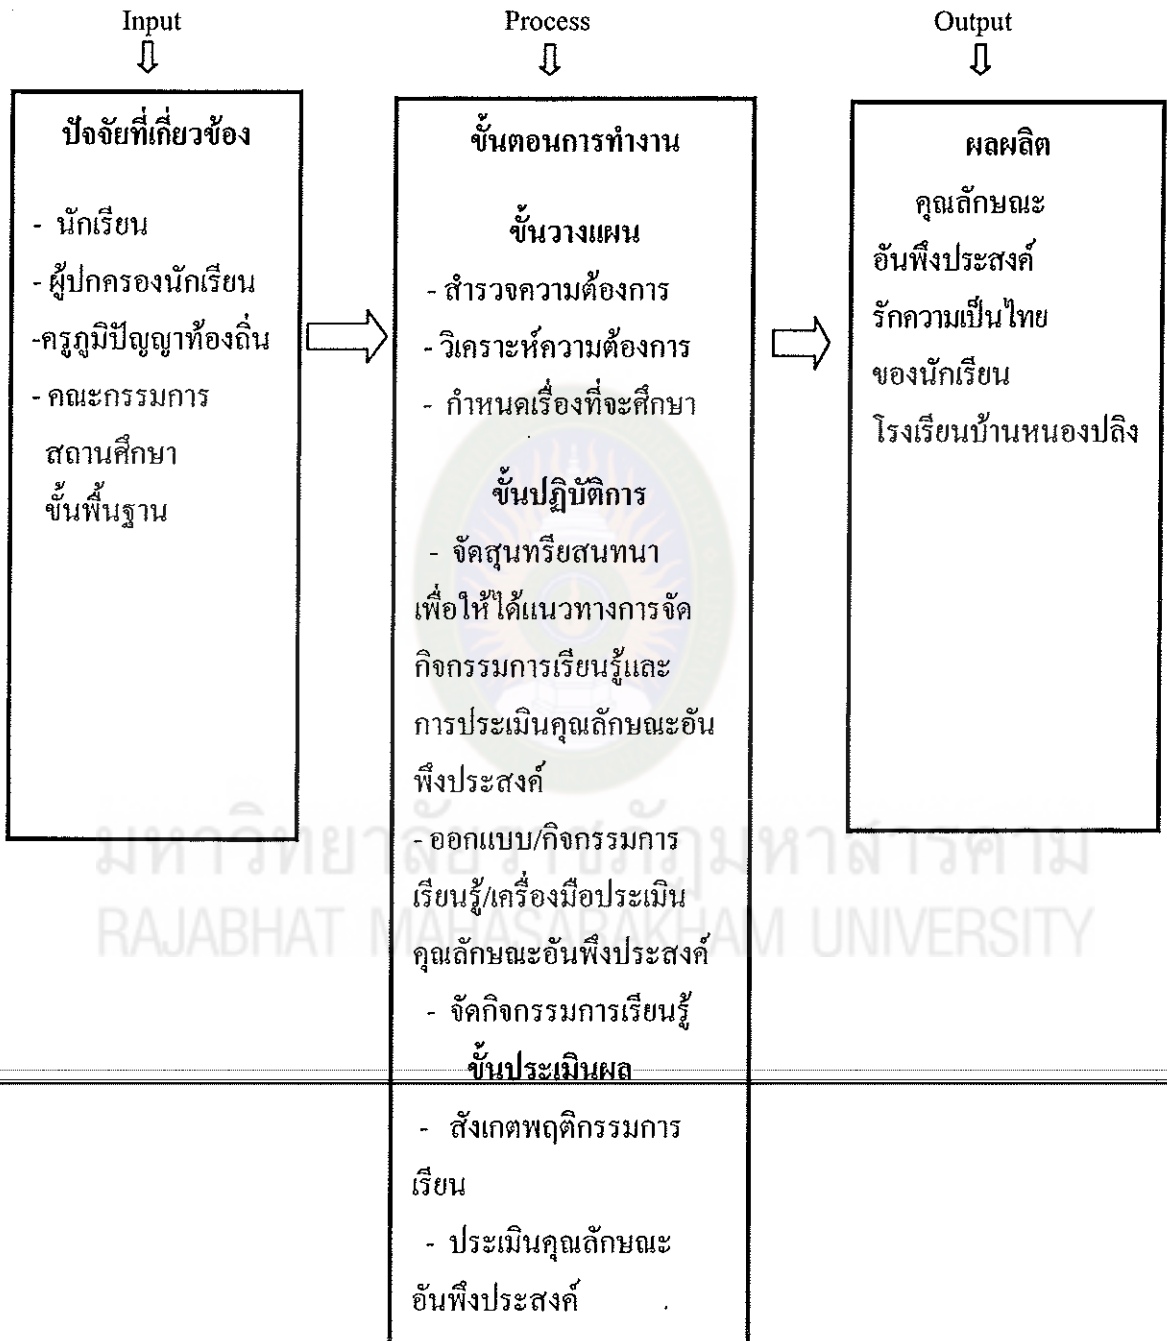 Input
ปัจจัยที่เกี่ยวข้อง
- นักเรียน
- ผู้ปกครองนักเรียน
-ครูภูมิปัญญาท้องถิ่น
- คณะกรรมการ
สถานศึกษา
ขั้นพื้นฐาน
Process
ขั้นตอนการทำงาน
ขั้นวางแผน
- สำรวจความต้องการ
- วิเคราะห์ความต้องการ
- กำหนดเรื่องที่จะศึกษา
ขั้นปฏิบัติการ
- จัดสุนทรียสนทนา
เพื่อให้ได้แนวทางการจัด
กิจกรรมการเรียนรู้และ
การประเมินคุณลักษณะอัน
พึงประสงค์
- ออกแบบ/กิจกรรมการ
เรียนรู้/เครื่องมือประเมิน
คุณลักษณะอันพึงประสงค์
- จัดกิจกรรมการเรียนรู้
ขั้นประเมินผล
- สังเกตพฤติกรรมการ
เรียน
- ประเมินคุณลักษณะ
อันพึงประสงค์
Output
ผลผลิต
คุณลักษณะ
อันพึงประสงค์
รักความเป็นไทย
ของนักเรียน
โรงเรียนบ้านหนองปลิง
มหาวิทยาลัยราชภัฏมหาสารคาม
RAJABHAT MAHASARAKHAM UNIVERSITY